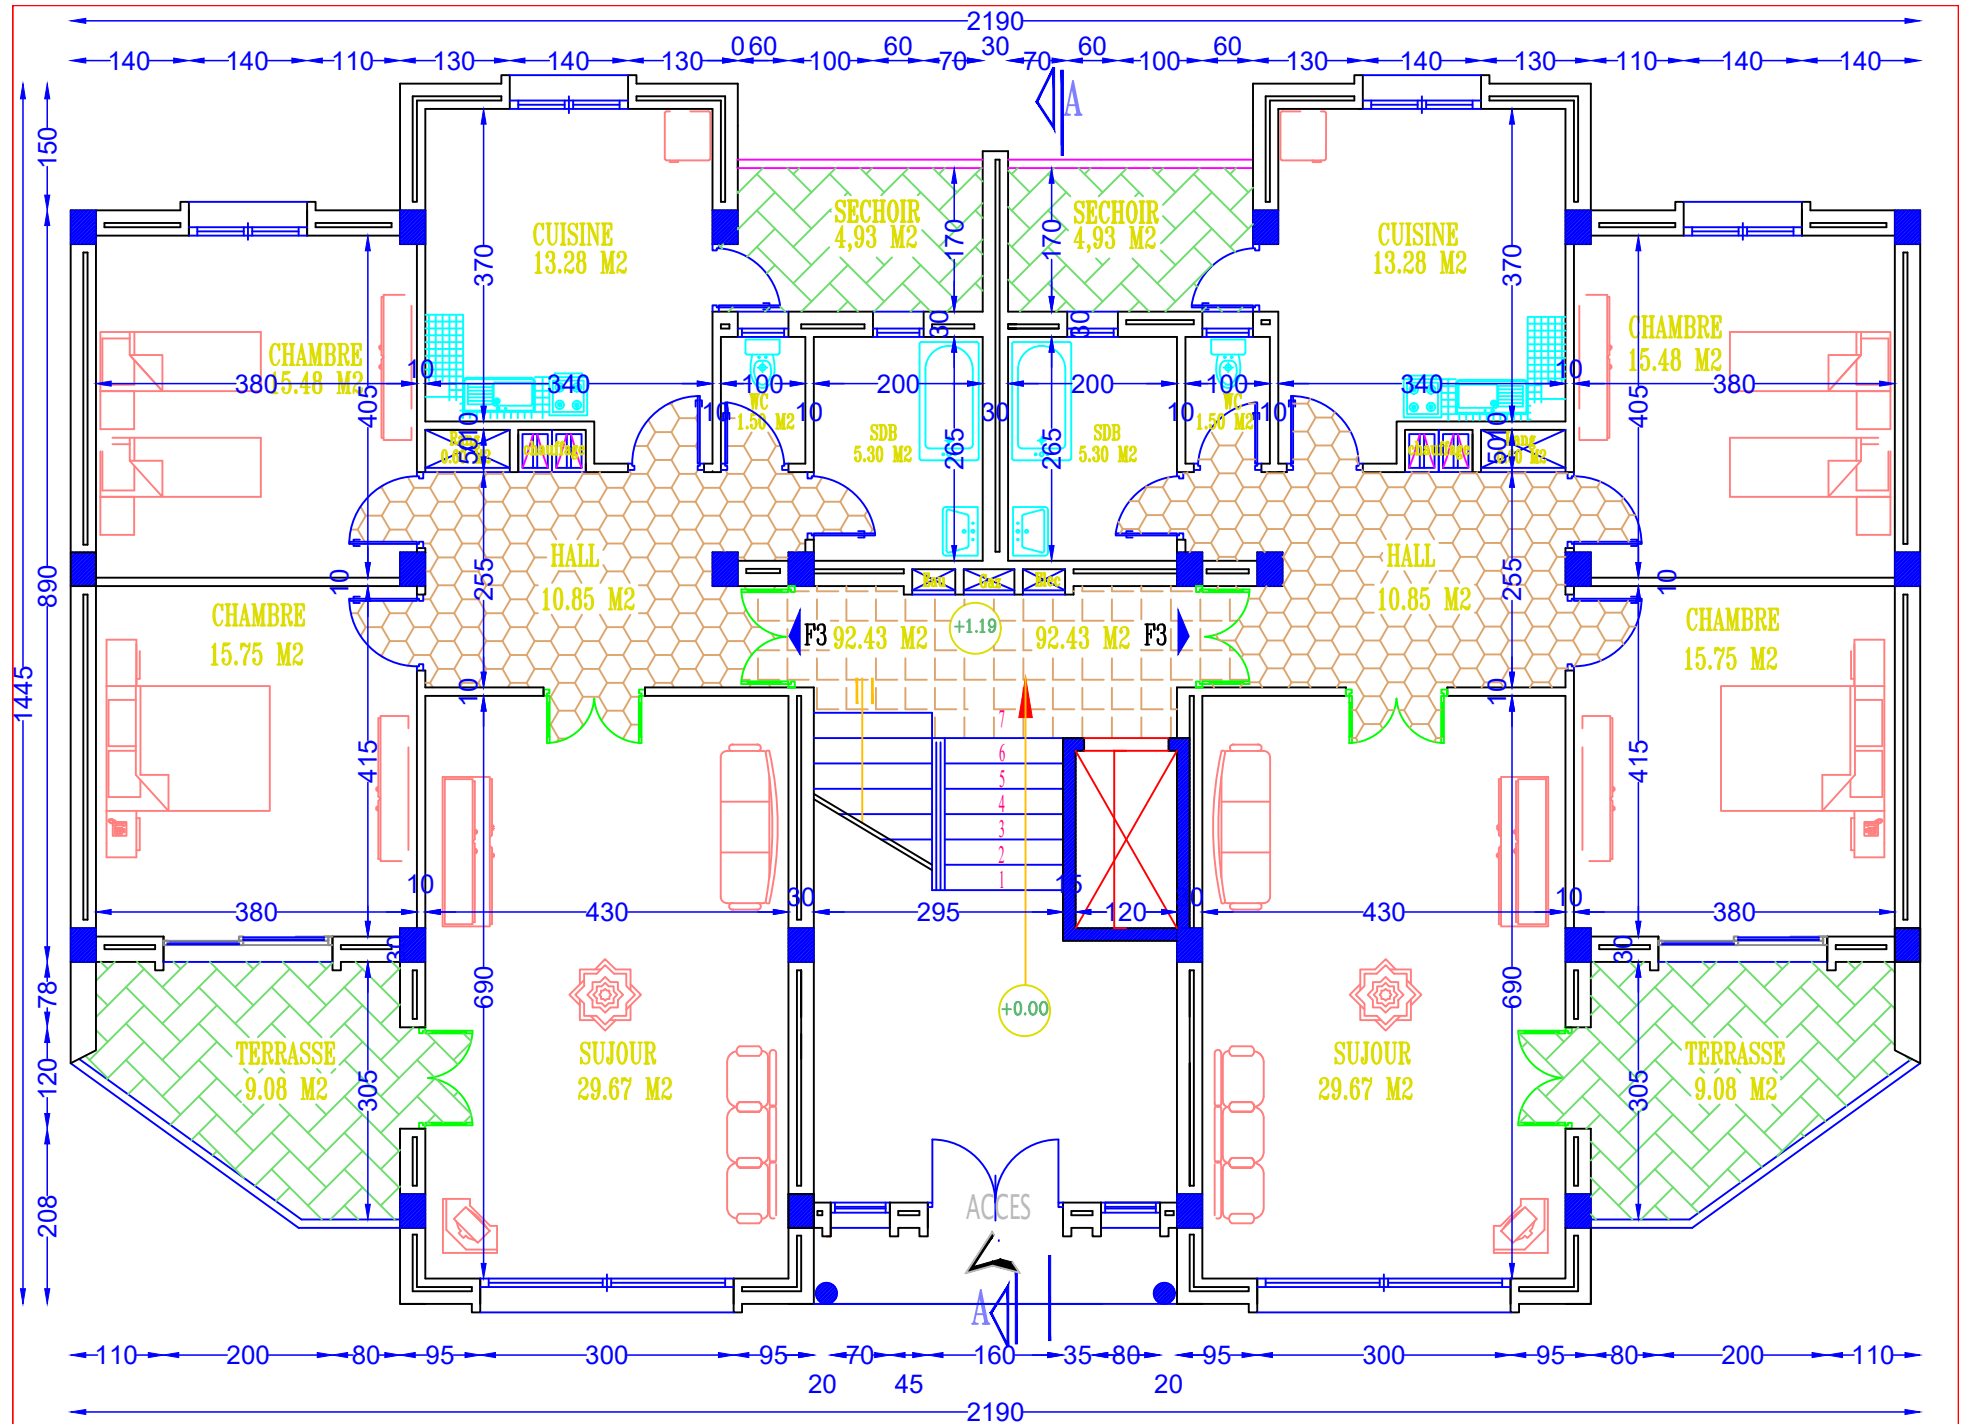 2190
0 60 60 30 60 60
140 140 110 130 140 130 100 70 70 100 130 140 130 110 140 140
A
150
SECHOIR
4,93 M2
SECHOIR
4,93 M2
170
170
CUISINE
13.28 M2
CUISINE
13.28 M2
370
370
30
30
CHAMBRE
15.48 M2
CHAMBRE
15.48 M2
10
10
380 340 100 200 200 100 340 380
WC
1.50 M2
WC
1.50 M2
10 10 30 10 10
405
405
SDB
5.30 M2
SDB
5.30 M2
265
265
5010
5010
chauffage
chauffage
HALL
10.85 M2
HALL
10.85 M2
255
255
Eau Gaz Elec
10
10
890
CHAMBRE
15.75 M2
CHAMBRE
15.75 M2
F3 92.43 M2 +1.19 92.43 M2 F3
1445
10
10
7
6
5
4
3
2
1
415
415
10 30 15 10
380 430 295 120 430 380
30
30
78
690
690
+0.00
TERRASSE
9.08 M2
SUJOUR
29.67 M2
SUJOUR
29.67 M2
TERRASSE
9.08 M2
120
305
305
208
ACCES
A
110 200 80 95 300 95 70 160 35 80 95 300 95 80 200 110
20 45 20
2190